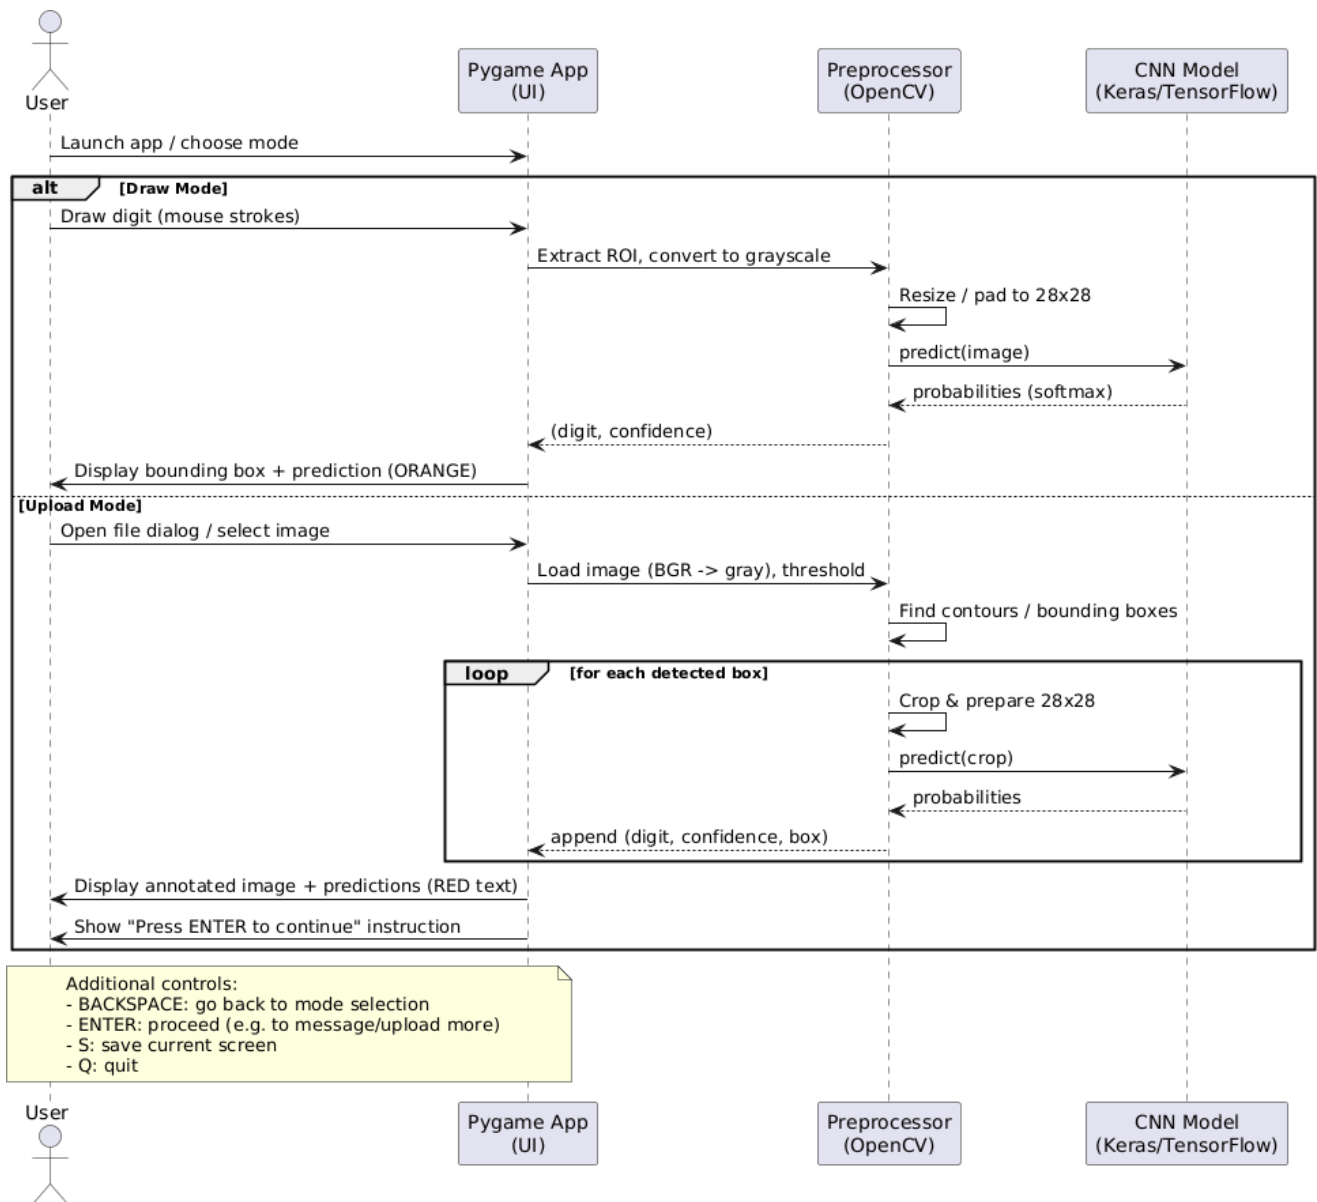 User
Pygame App
(UI)
Preprocessor
(OpenCV)
CNN Model
(Keras/TensorFlow)
Launch app / choose mode
alt
[Draw Mode]
Draw digit (mouse strokes)
Extract ROI, convert to grayscale
Resize / pad to 28x28
predict(image)
probabilities (softmax)
(digit, confidence)
Display bounding box + prediction (ORANGE)
[Upload Mode]
Open file dialog / select image
Load image (BGR -> gray), threshold
Find contours / bounding boxes
loop
[for each detected box]
Crop & prepare 28x28
predict(crop)
probabilities
append (digit, confidence, box)
Display annotated image + predictions (RED text)
Show "Press ENTER to continue" instruction
Additional controls:
- BACKSPACE: go back to mode selection
- ENTER: proceed (e.g. to message/upload more)
- S: save current screen
- Q: quit
User
Pygame App
(UI)
Preprocessor
(OpenCV)
CNN Model
(Keras/TensorFlow)